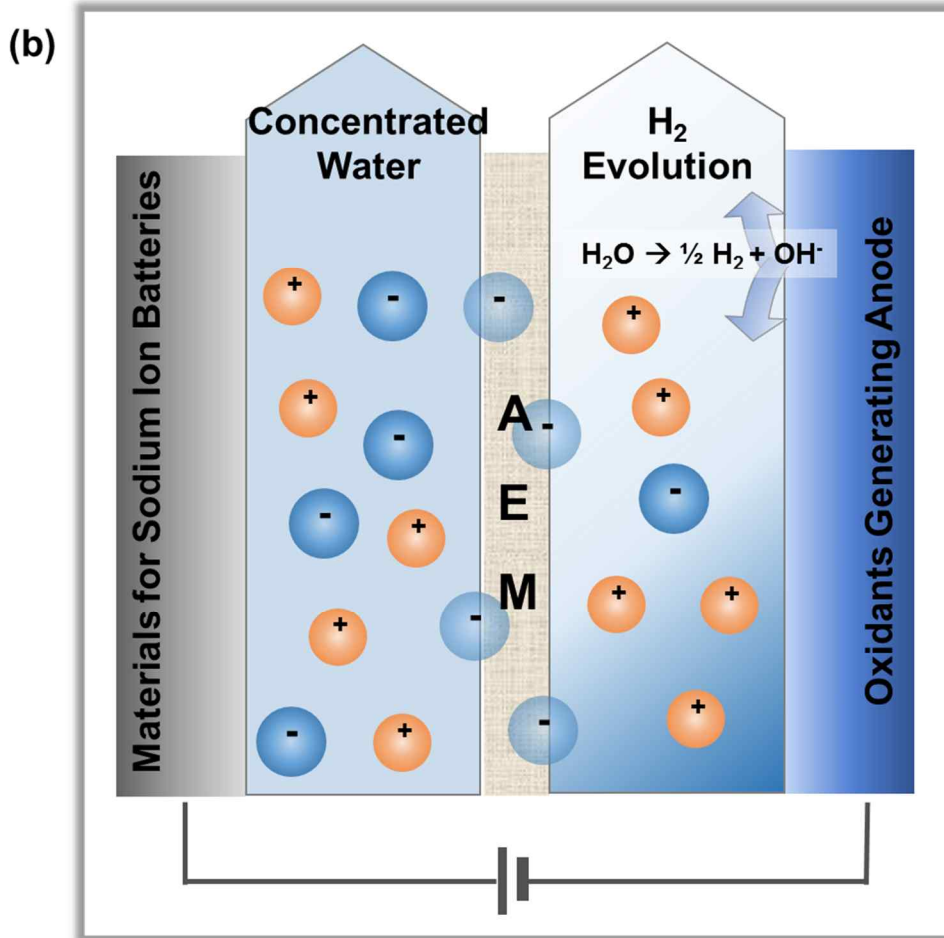 (b)
Concentrated
Water
H₂
Evolution
H₂O → ½ H₂ + OH⁻
Materials for Sodium Ion Batteries
Oxidants Generating Anode
+
-
-
+
+
+
-
-
-
-
+
+
-
-
+
+
+
-
+
-
+
-
+
A
E
M